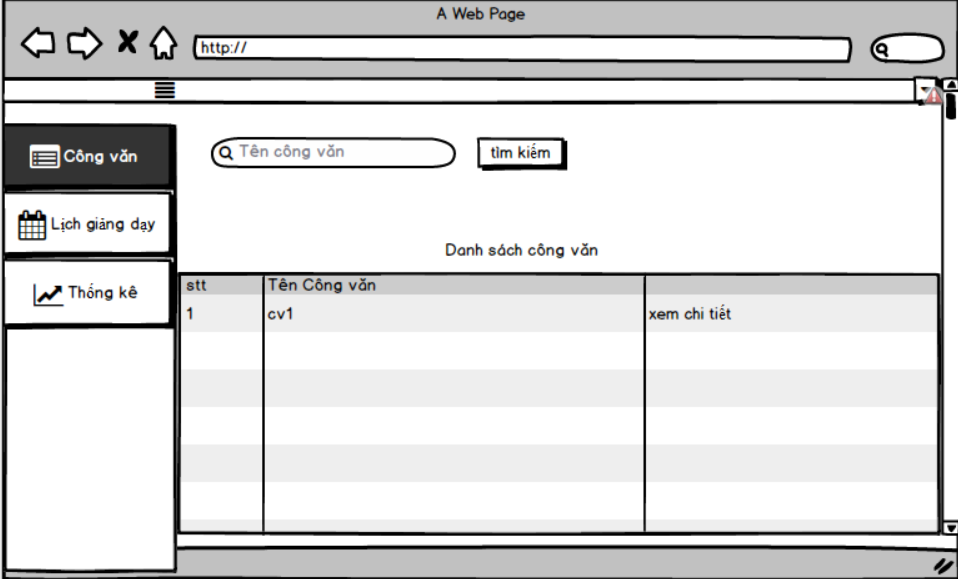 A Web Page
http://
Công văn
Tên công văn
tìm kiếm
Lịch giảng dạy
Thống kê
Danh sách công văn
stt Tên Công văn
1 cv1 xem chi tiết